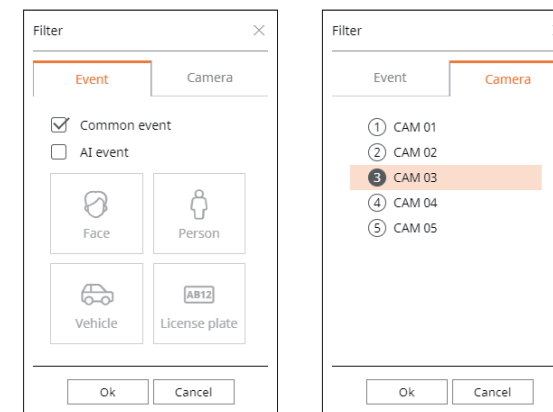 Filter
Event Camera
Common event
AI event
Face Person
AB12
Vehicle License plate
Ok Cancel
Filter
Event Camera
1 CAM 01
2 CAM 02
3 CAM 03
4 CAM 04
5 CAM 05
Ok Cancel